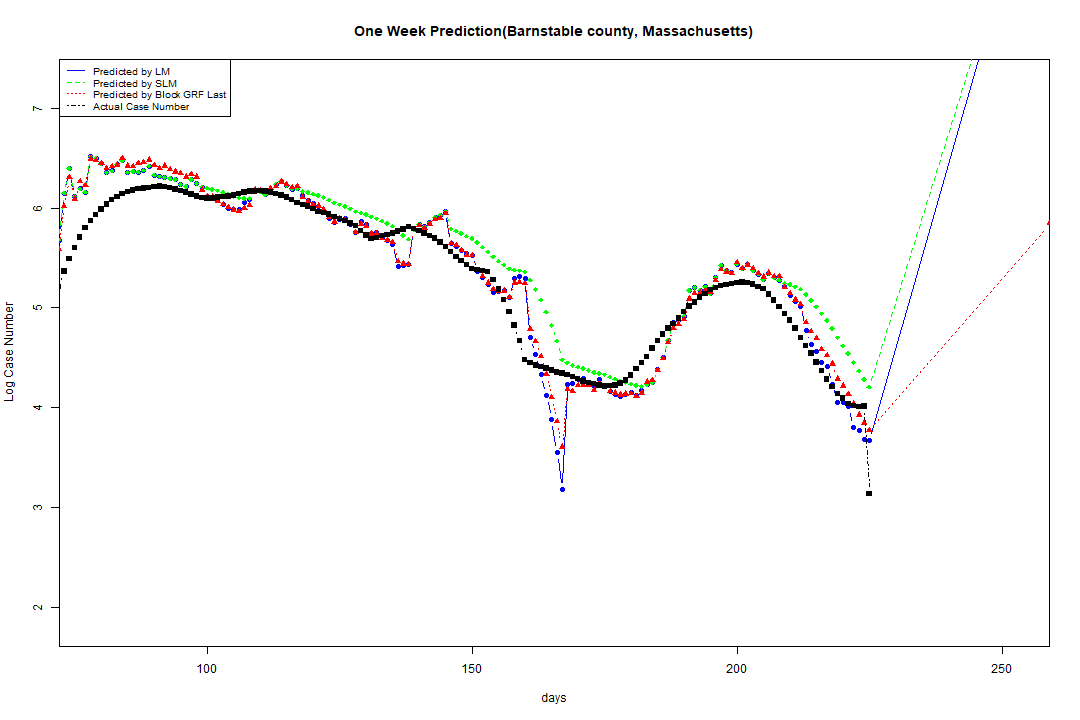 One Week Prediction(Barnstable county, Massachusetts)
Predicted by LM
Predicted by SLM
Predicted by Block GRF Last
Actual Case Number
7
6
5
4
3
2
Log Case Number
100 150 200 250
days